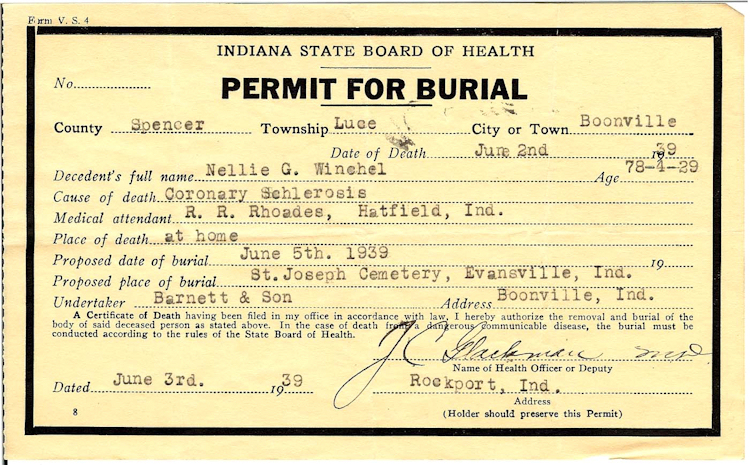 Form V. S. 4
INDIANA STATE BOARD OF HEALTH
No.
PERMIT FOR BURIAL
County Spencer Township Luce City or Town Boonville
Date of Death June 2nd 1939
Decedent's full name Nellie G. Winchel Age 78-4-29
Cause of death Coronary Schlerosis
Medical attendant R. R. Rhoades, Hatfield, Ind.
Place of death at home
Proposed date of burial June 5th. 1939 19
Proposed place of burial St.Joseph Cemetery, Evansville, Ind.
Undertaker Barnett & Son Address Boonville, Ind.
A Certificate of Death having been filed in my office in accordance with law, I hereby authorize the removal and burial of the
body of said deceased person as stated above. In the case of death from a dangerous communicable disease, the burial must be
conducted according to the rules of the State Board of Health.
J C Glackman M.D.
Name of Health Officer or Deputy
Dated June 3rd. 1939 Rockport, Ind.
Address
8 (Holder should preserve this Permit)